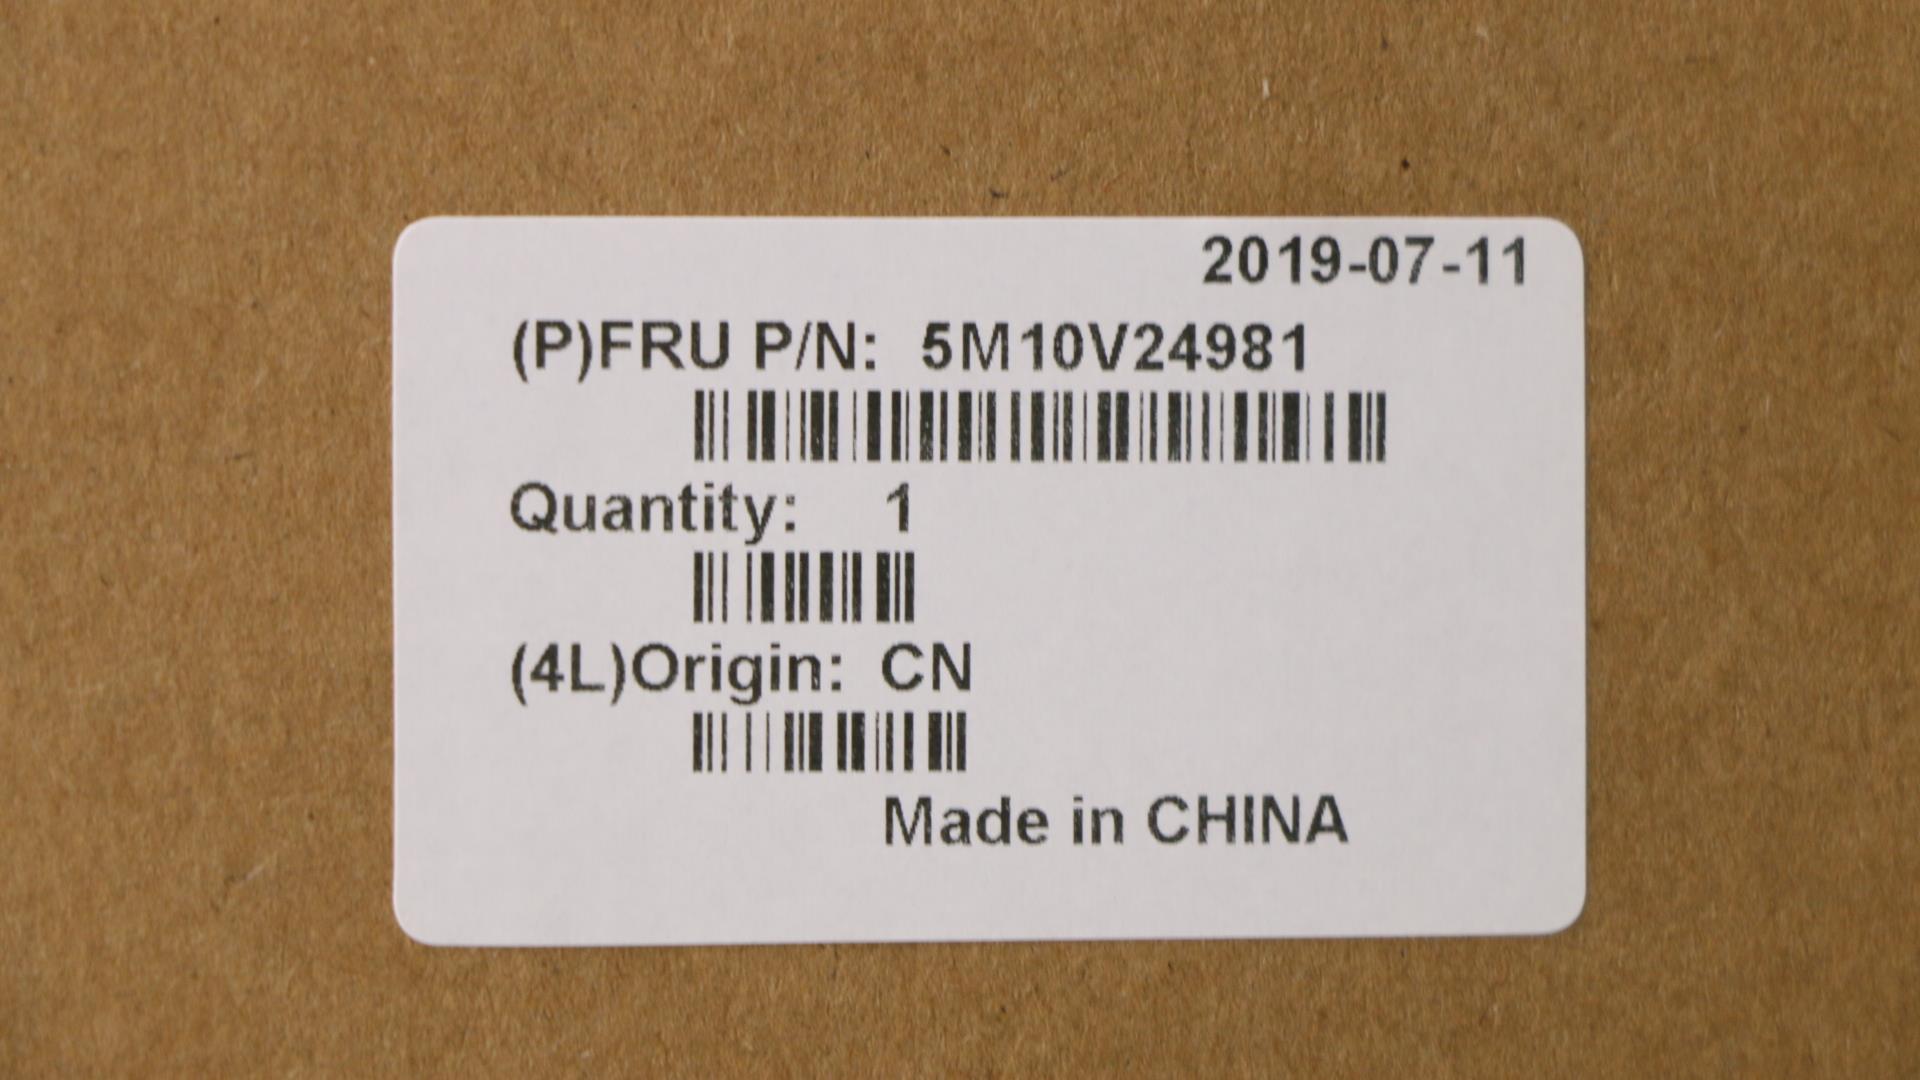 2019-07-11
(P)FRU P/N: 5M10V24981
Quantity: 1
(4L)Origin: CN
Made in CHINA